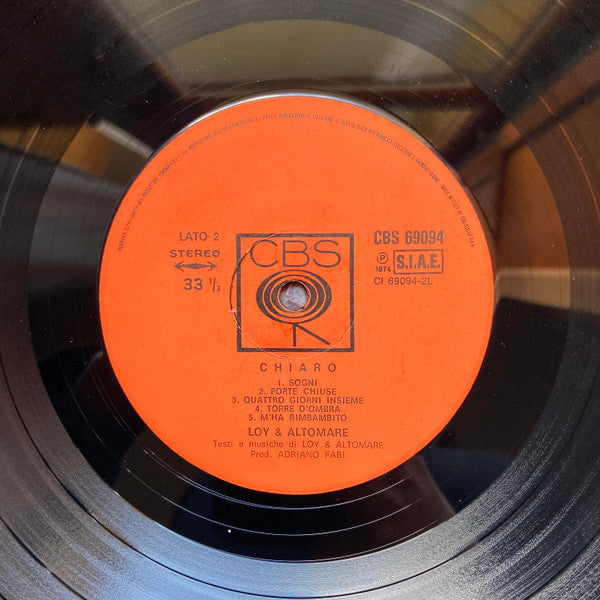 LATO 2
STEREO
33 1/3
CBS
CBS 69094
℗
1974
S.I.A.E.
CI 69094-2L
CHIARO
1. SOGNI
2. PORTE CHIUSE
3. QUATTRO GIORNI INSIEME
4. TORRE D'OMBRA
5. M'HA RIMBAMBITO
LOY & ALTOMARE
Testi e musiche di LOY & ALTOMARE
Prod. ADRIANO FABI